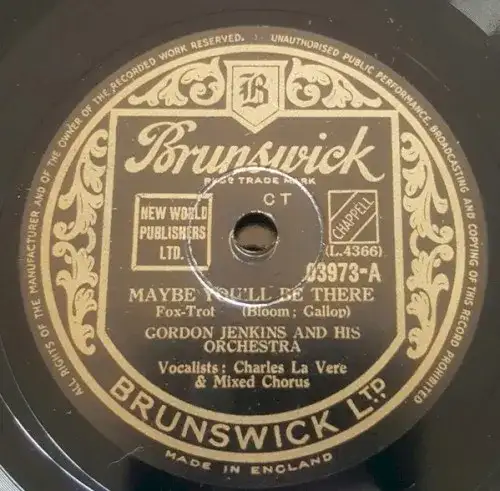 ALL RIGHTS OF THE MANUFACTURER AND OF THE OWNER OF THE RECORDED WORK RESERVED. UNAUTHORISED PUBLIC PERFORMANCE, BROADCASTING AND COPYING OF THIS RECORD PROHIBITED
B
Brunswick
REGD TRADE MARK
CT
NEW WORLD
PUBLISHERS
LTD.
CHAPPELL
(L.4366)
03973-A
MAYBE YOU'LL BE THERE
Fox-Trot (Bloom; Gallop)
GORDON JENKINS AND HIS
ORCHESTRA
Vocalists: Charles La Vere
& Mixed Chorus
BRUNSWICK LTD.
MADE IN ENGLAND